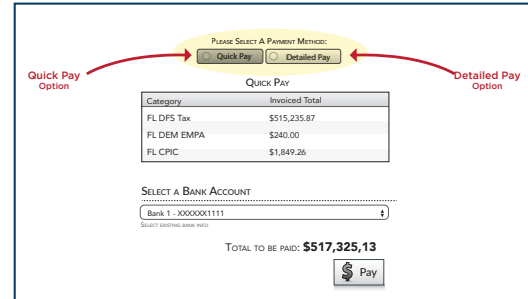 Please Select A Payment Method:
Quick Pay Detailed Pay
Quick Pay
Option
Detailed Pay
Option
Quick Pay
Category Invoiced Total
FL DFS Tax $515,235.87
FL DEM EMPA $240.00
FL CPIC $1,849.26
Select a Bank Account
Bank 1 - XXXXXX1111
Select existing bank info
Total to be paid: $517,325,13
$ Pay